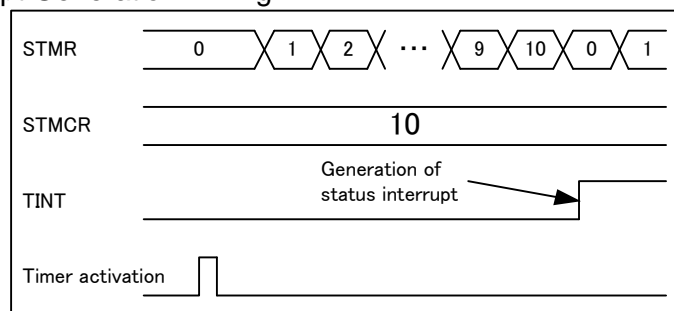 STMR 0 1 2 ··· 9 10 0 1
STMCR 10
Generation of
status interrupt
TINT
Timer activation